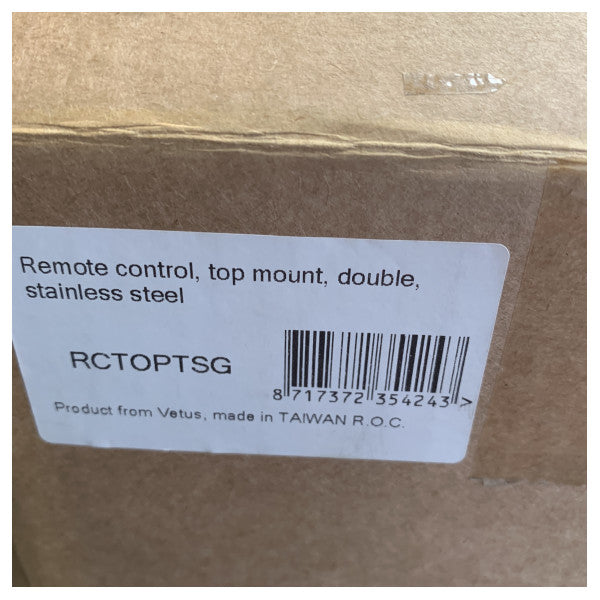 Remote control, top mount, double,
stainless steel
RCTOPTSG
8 717372 354243 >
Product from Vetus, made in TAIWAN R.O.C.